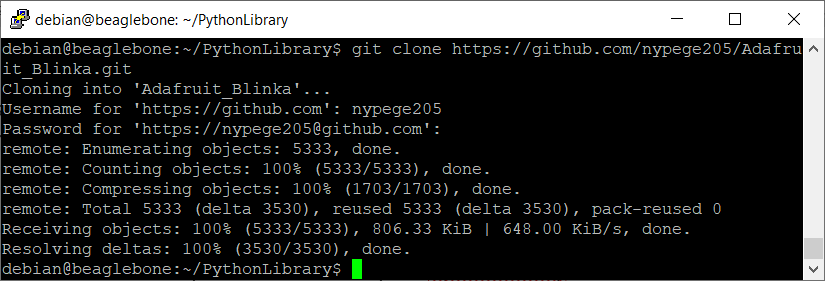 debian@beaglebone: ~/PythonLibrary
debian@beaglebone:~/PythonLibrary$ git clone https://github.com/nypege205/Adafru
it_Blinka.git
Cloning into 'Adafruit_Blinka'...
Username for 'https://github.com': nypege205
Password for 'https://nypege205@github.com':
remote: Enumerating objects: 5333, done.
remote: Counting objects: 100% (5333/5333), done.
remote: Compressing objects: 100% (1703/1703), done.
remote: Total 5333 (delta 3530), reused 5333 (delta 3530), pack-reused 0
Receiving objects: 100% (5333/5333), 806.33 KiB | 648.00 KiB/s, done.
Resolving deltas: 100% (3530/3530), done.
debian@beaglebone:~/PythonLibrary$